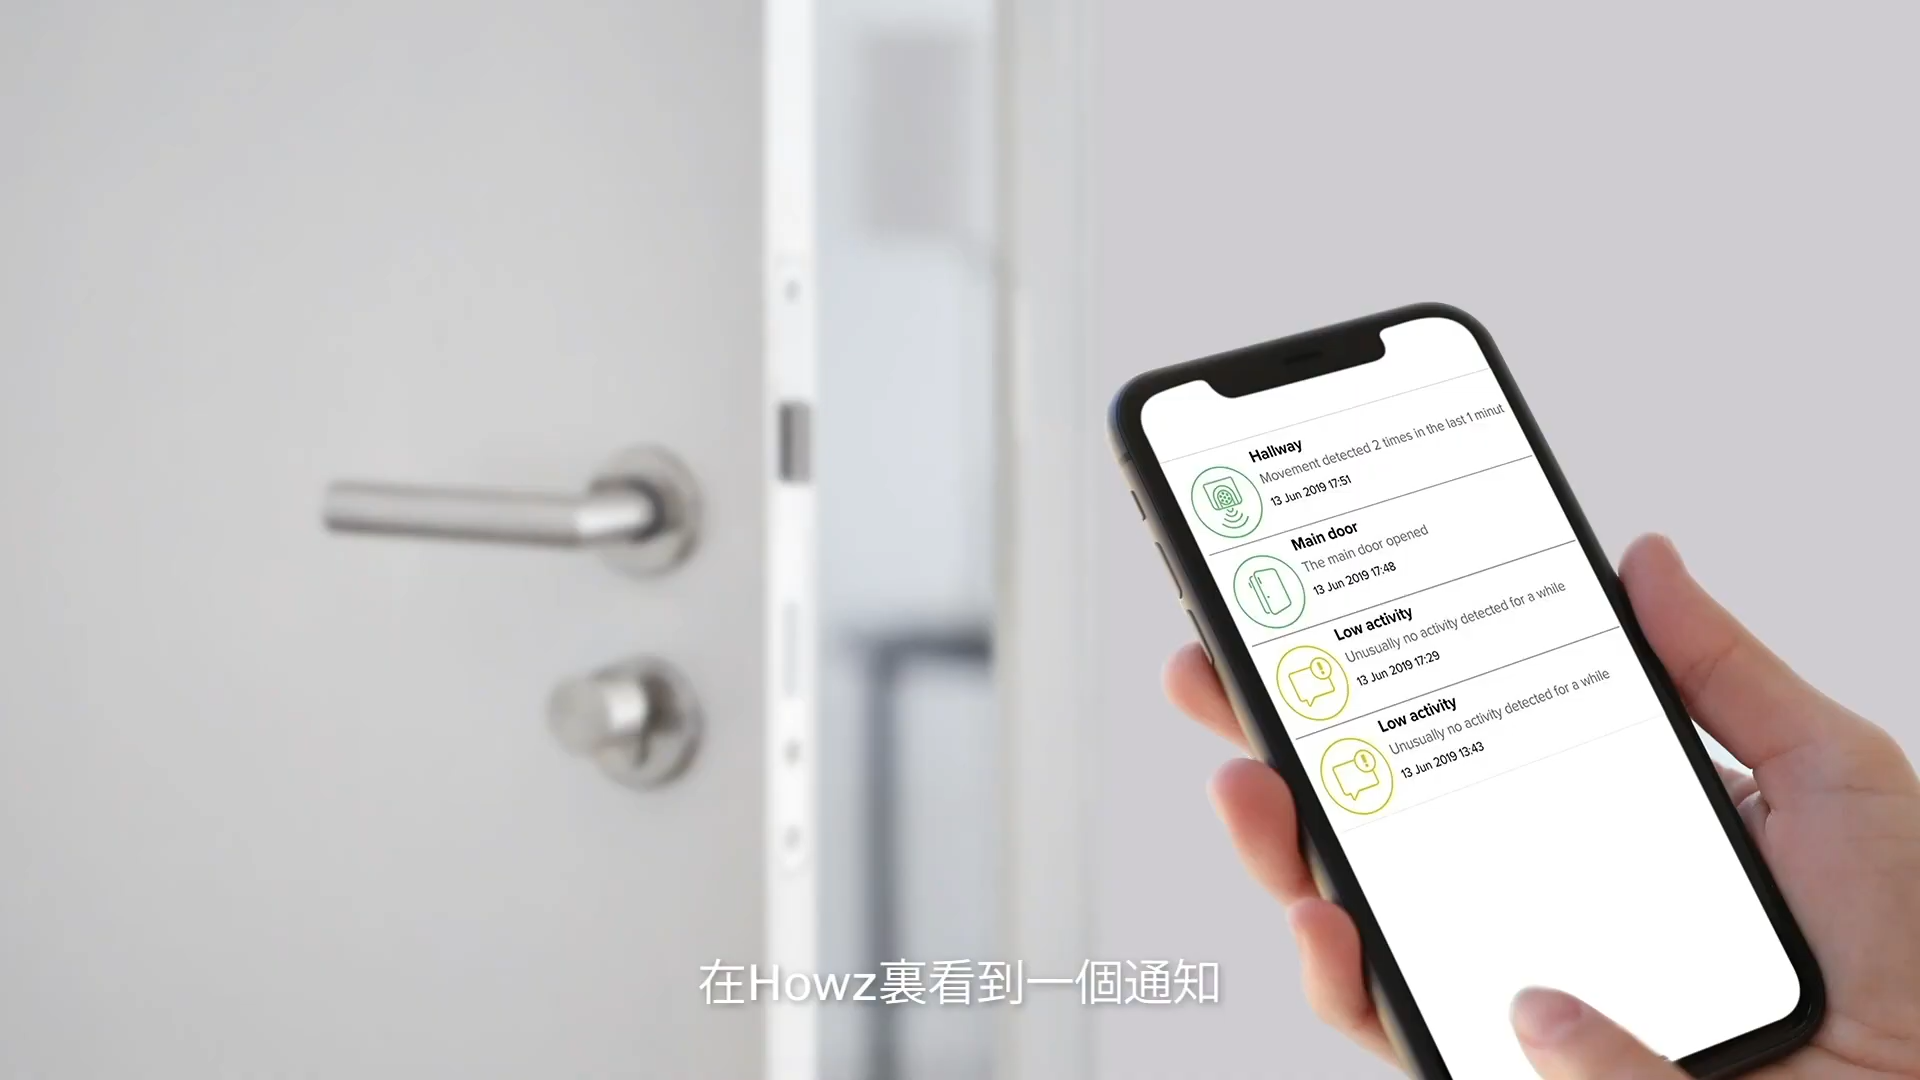 Hallway
Movement detected 2 times in the last 1 minut
13 Jun 2019 17:51
Main door
The main door opened
13 Jun 2019 17:48
Low activity
Unusually no activity detected for a while
13 Jun 2019 17:29
Low activity
Unusually no activity detected for a while
13 Jun 2019 13:43
在Howz裏看到一個通知